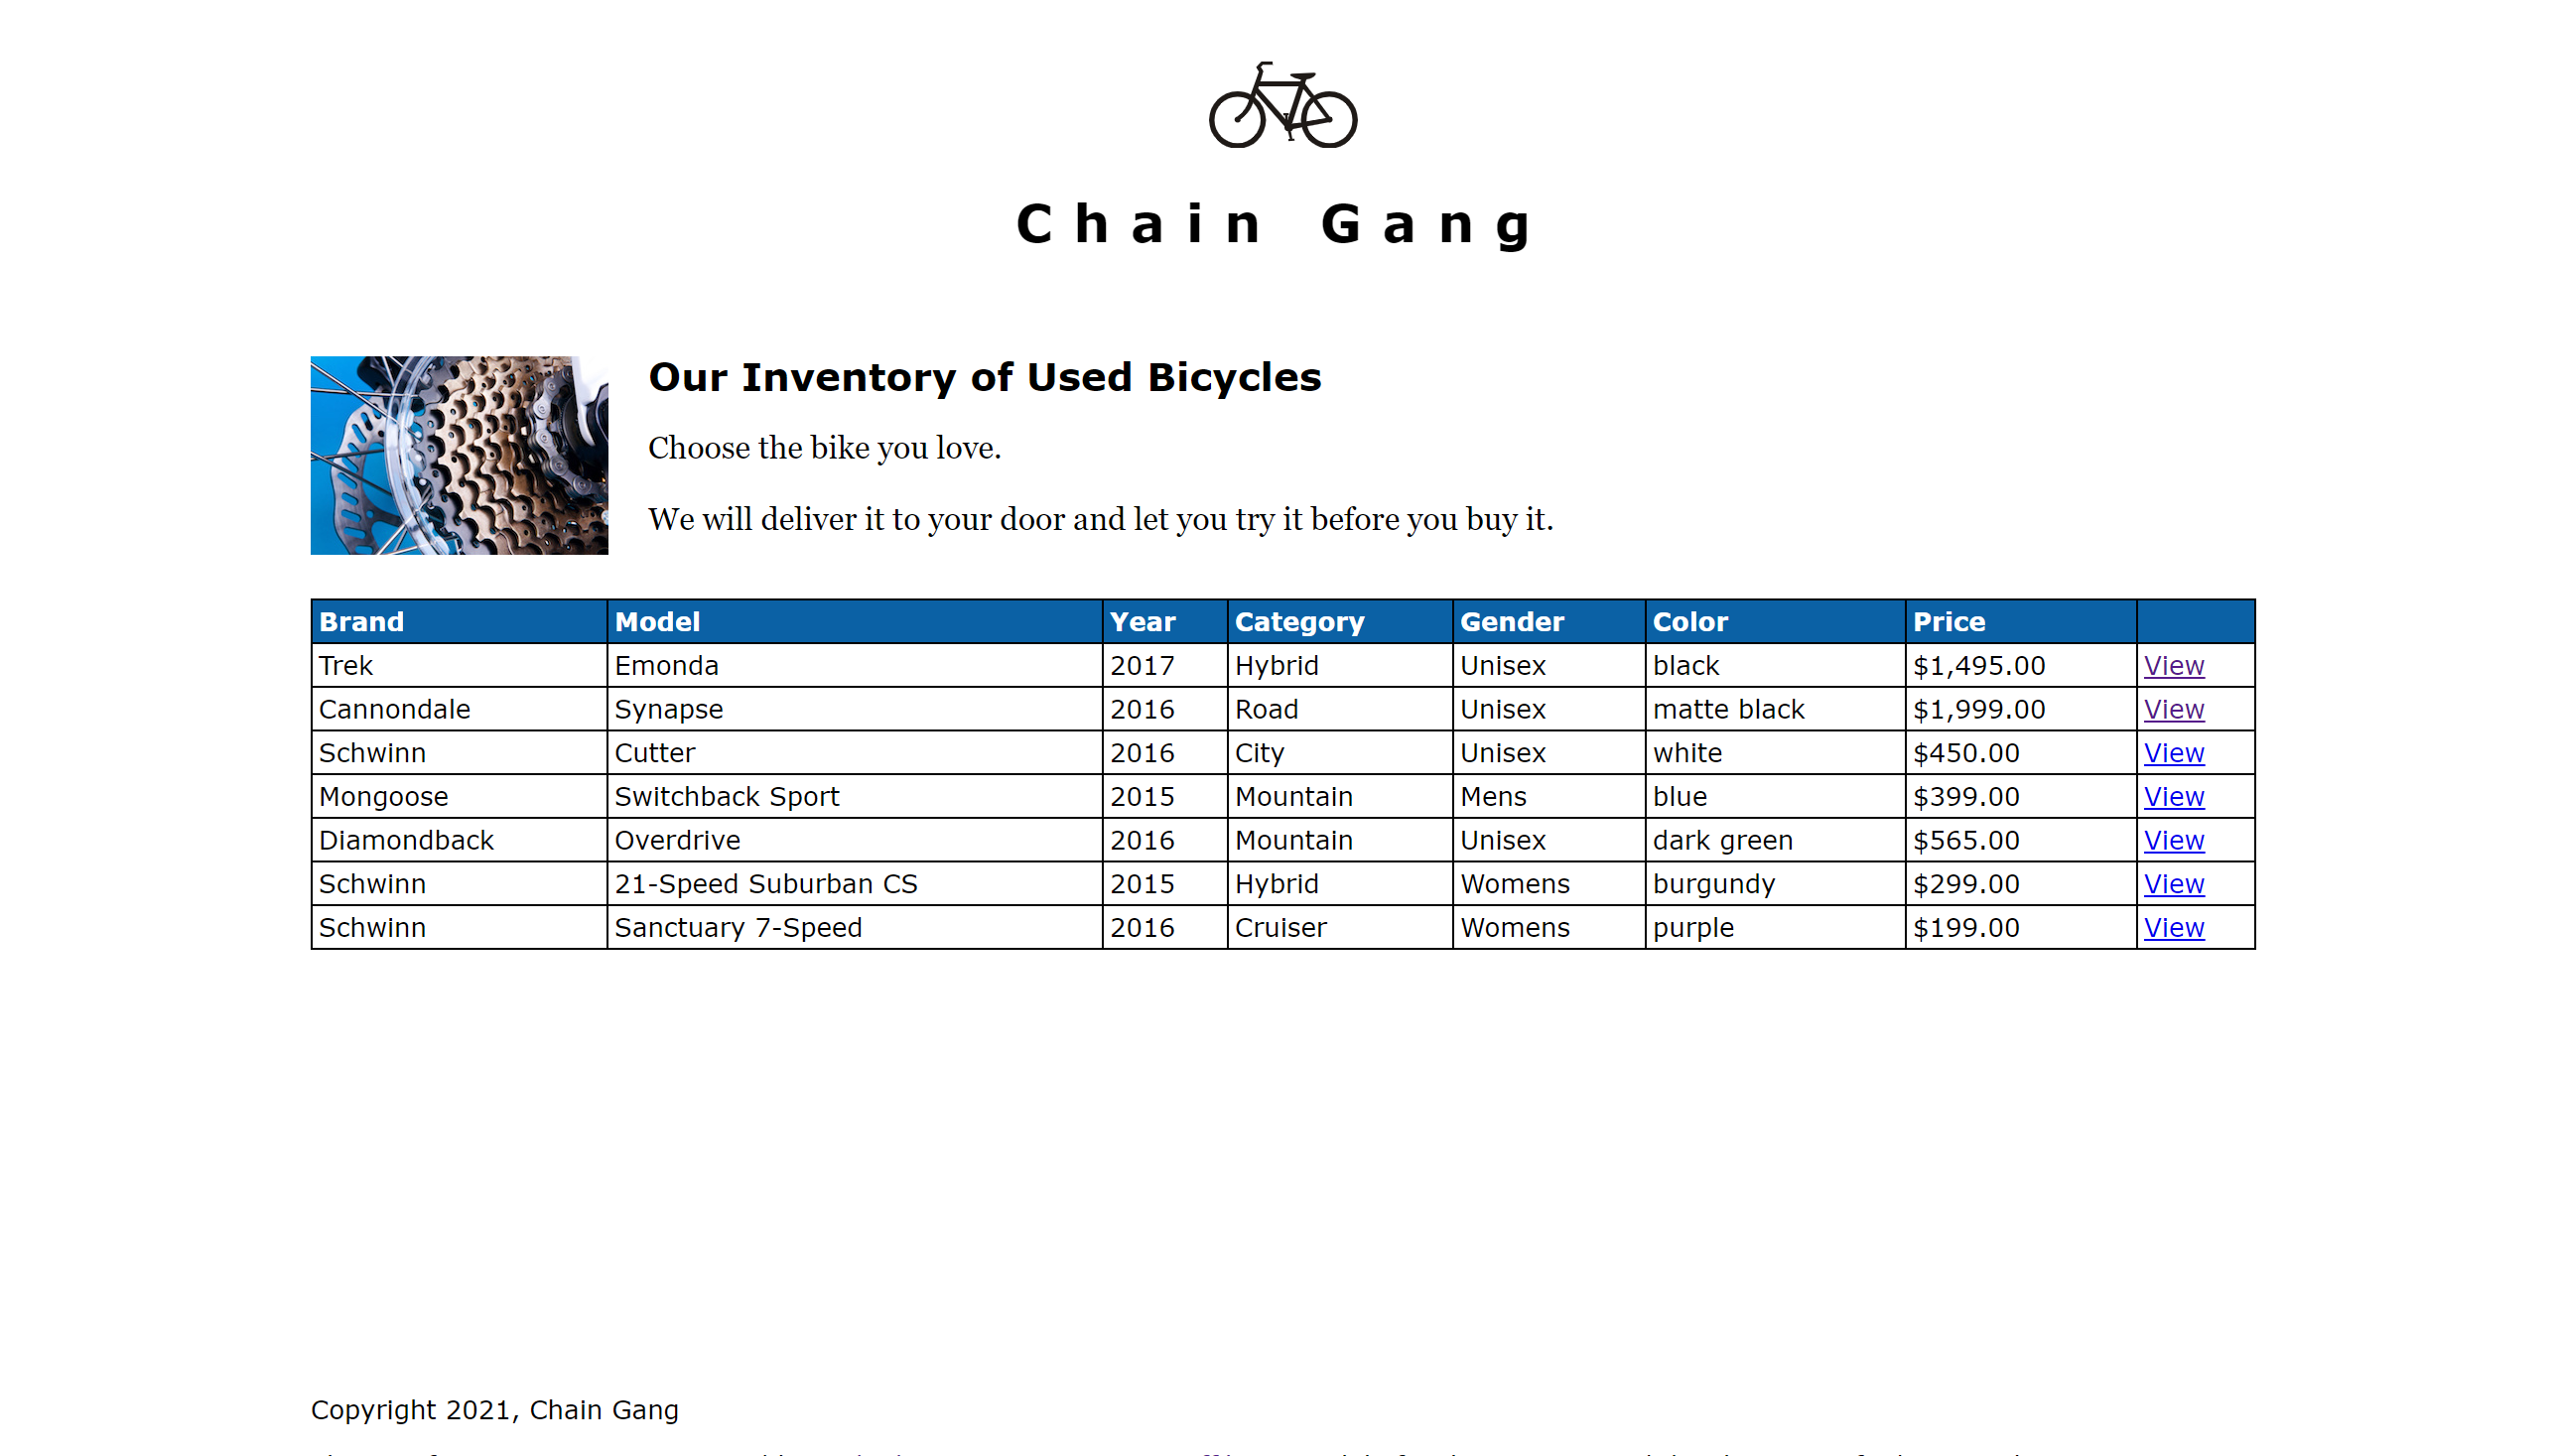 Chain Gang
Our Inventory of Used Bicycles
Choose the bike you love.
We will deliver it to your door and let you try it before you buy it.
Brand Model Year Category Gender Color Price
Trek Emonda 2017 Hybrid Unisex black $1,495.00 View
Cannondale Synapse 2016 Road Unisex matte black $1,999.00 View
Schwinn Cutter 2016 City Unisex white $450.00 View
Mongoose Switchback Sport 2015 Mountain Mens blue $399.00 View
Diamondback Overdrive 2016 Mountain Unisex dark green $565.00 View
Schwinn 21-Speed Suburban CS 2015 Hybrid Womens burgundy $299.00 View
Schwinn Sanctuary 7-Speed 2016 Cruiser Womens purple $199.00 View
Copyright 2021, Chain Gang